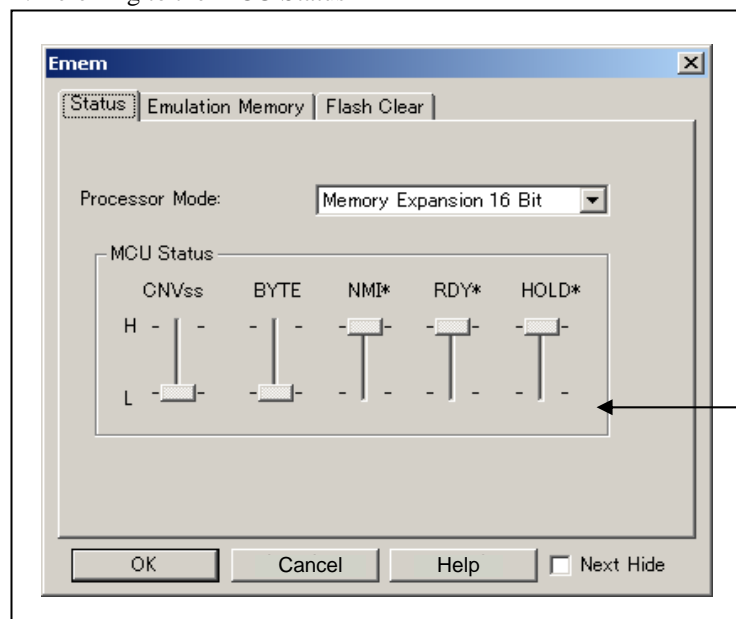 Emem
Status Emulation Memory Flash Clear
Processor Mode: Memory Expansion 16 Bit
MCU Status
CNVss BYTE NMI* RDY* HOLD*
H
L
OK Cancel Help Next Hide